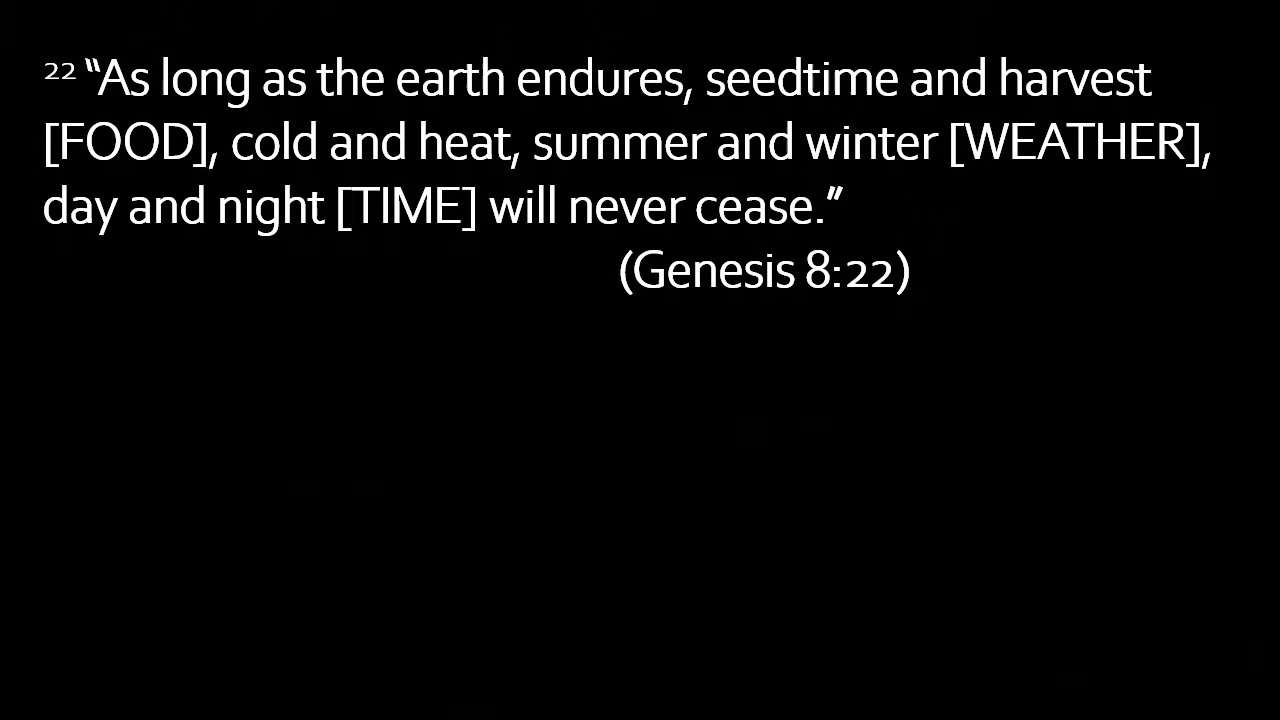 22 “As long as the earth endures, seedtime and harvest
[FOOD], cold and heat, summer and winter [WEATHER],
day and night [TIME] will never cease.”
(Genesis 8:22)